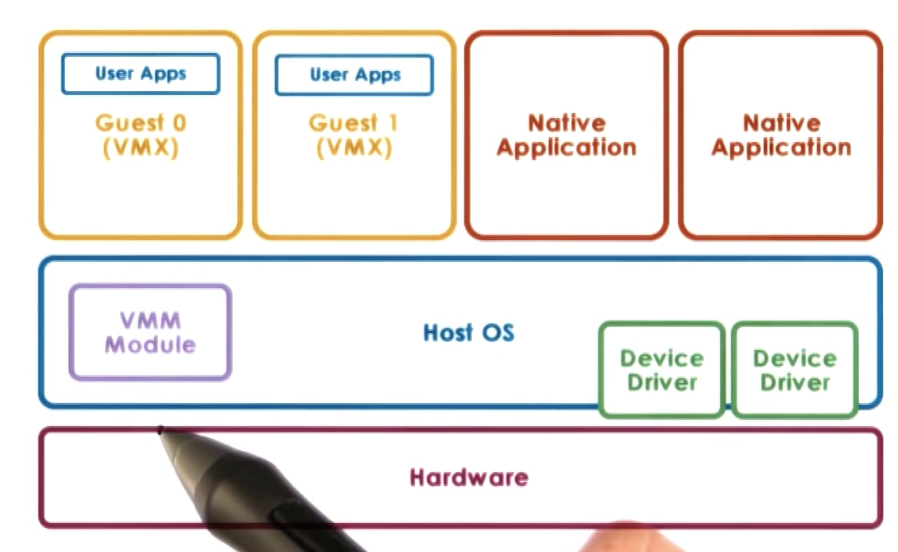 User Apps
Guest 0
(VMX)
User Apps
Guest 1
(VMX)
Native
Application
Native
Application
VMM
Module
Host OS
Device
Driver
Device
Driver
Hardware